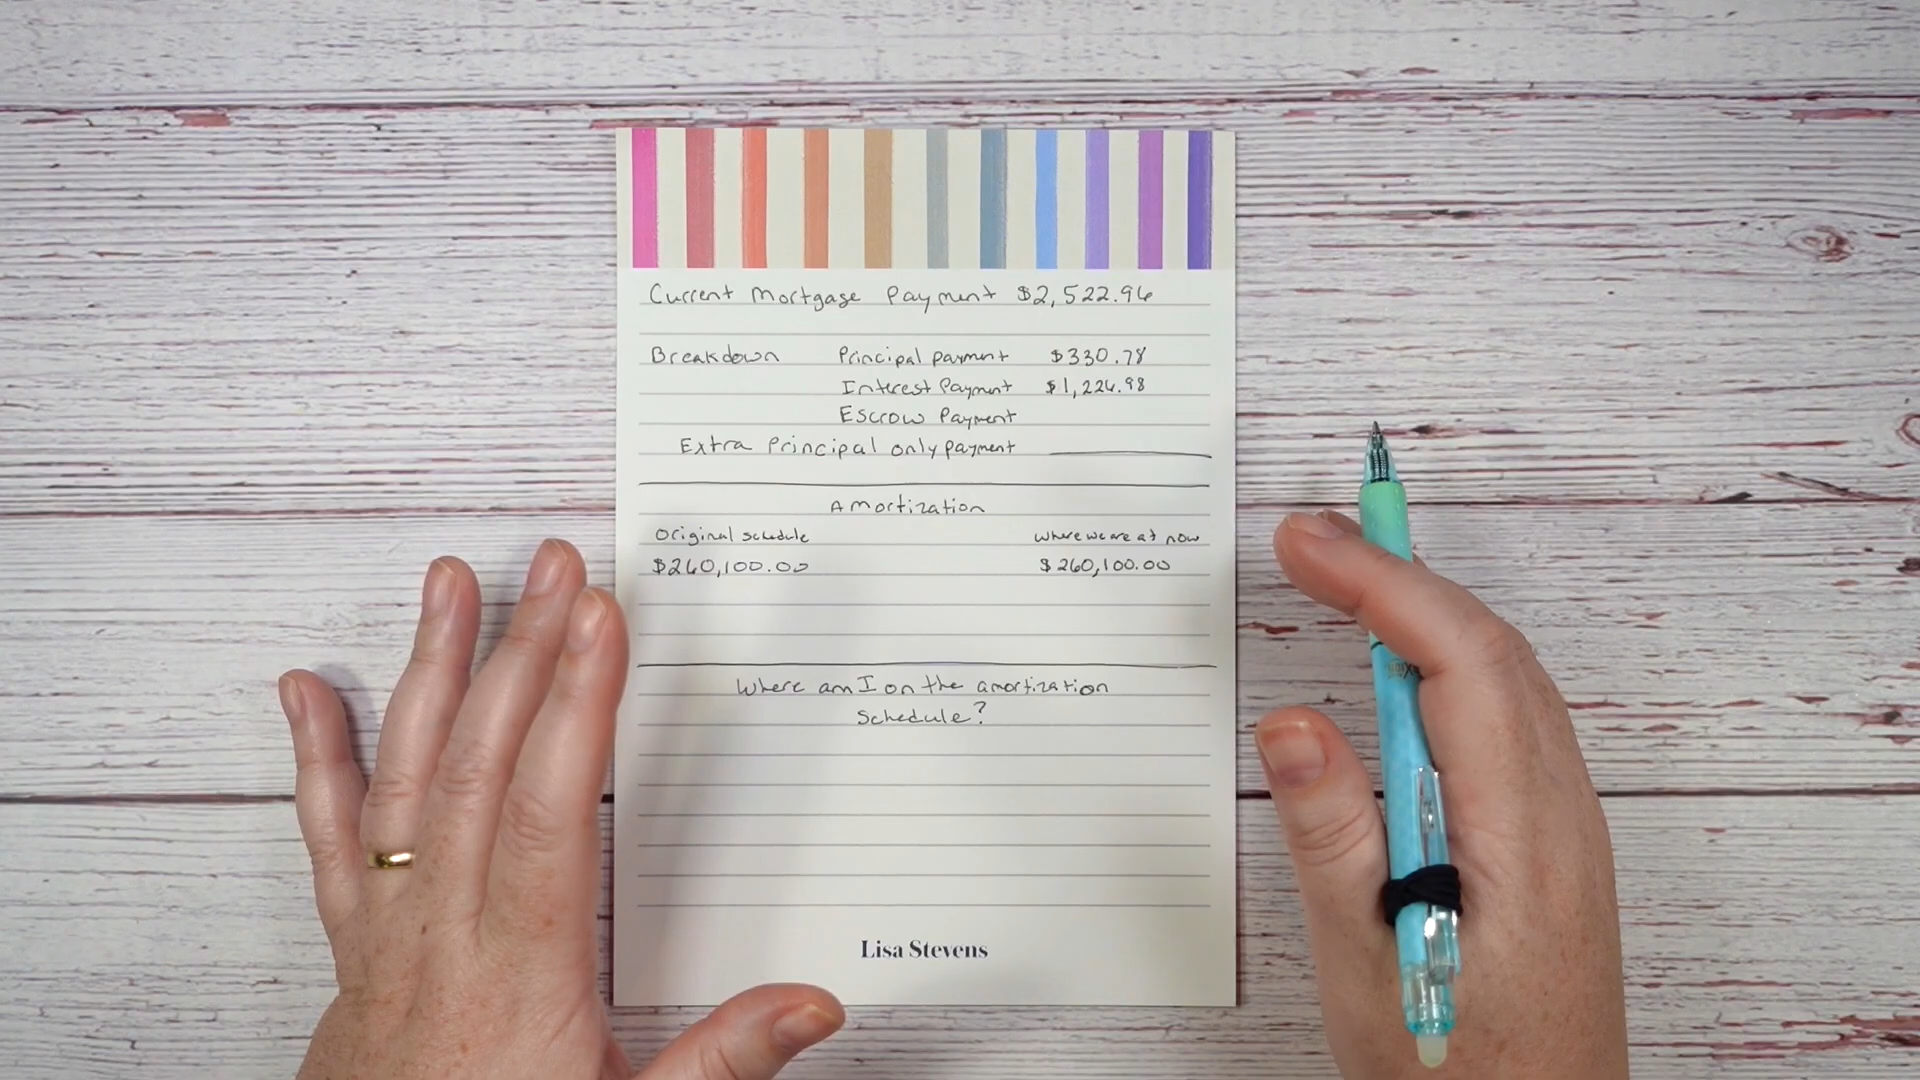 Current Mortgage Payment $2,522.96
Breakdown Principal payment $330.78
Interest Payment $1,226.98
Escrow Payment
Extra Principal only payment
Amortization
Original schedule where we are at now
$260,100.00 $260,100.00
Where am I on the amortization
Schedule?
Lisa Stevens